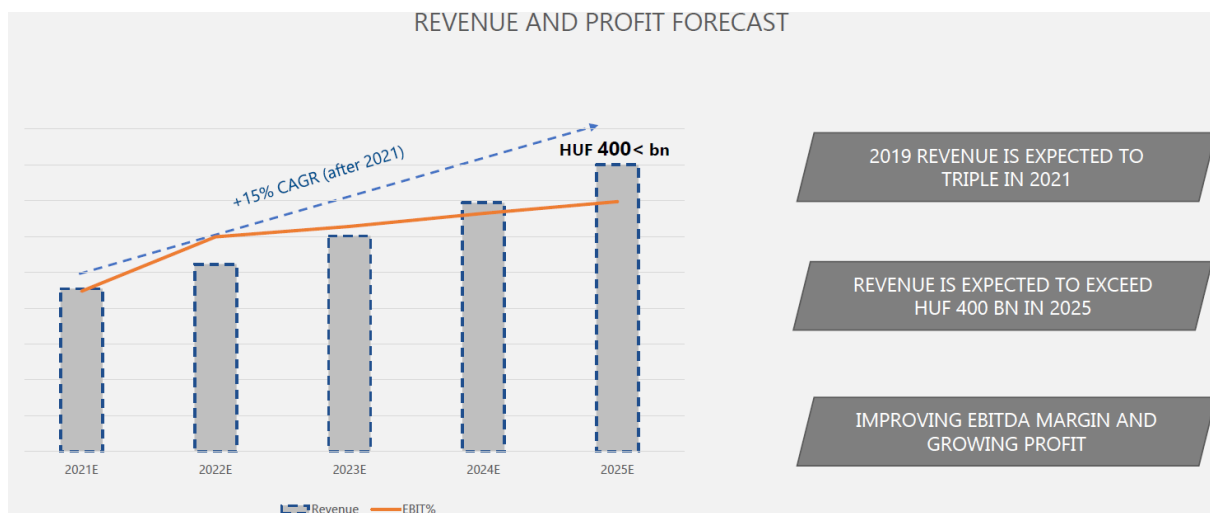 REVENUE AND PROFIT FORECAST
+15% CAGR (after 2021)
HUF 400< bn
2021E
2022E
2023E
2024E
2025E
Revenue
EBIT%
2019 REVENUE IS EXPECTED TO
TRIPLE IN 2021
REVENUE IS EXPECTED TO EXCEED
HUF 400 BN IN 2025
IMPROVING EBITDA MARGIN AND
GROWING PROFIT